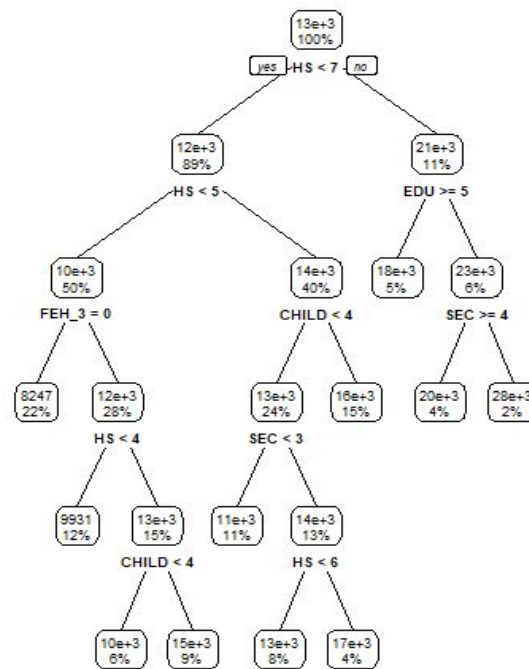 13e+3
100%
yes HS < 7 no
12e+3
89%
21e+3
11%
HS < 5
EDU >= 5
10e+3
50%
14e+3
40%
18e+3
5%
23e+3
6%
FEH_3 = 0
CHILD < 4
SEC >= 4
8247
22%
12e+3
28%
13e+3
24%
16e+3
15%
20e+3
4%
28e+3
2%
HS < 4
SEC < 3
9931
12%
13e+3
15%
11e+3
11%
14e+3
13%
CHILD < 4
HS < 6
10e+3
6%
15e+3
9%
13e+3
8%
17e+3
4%